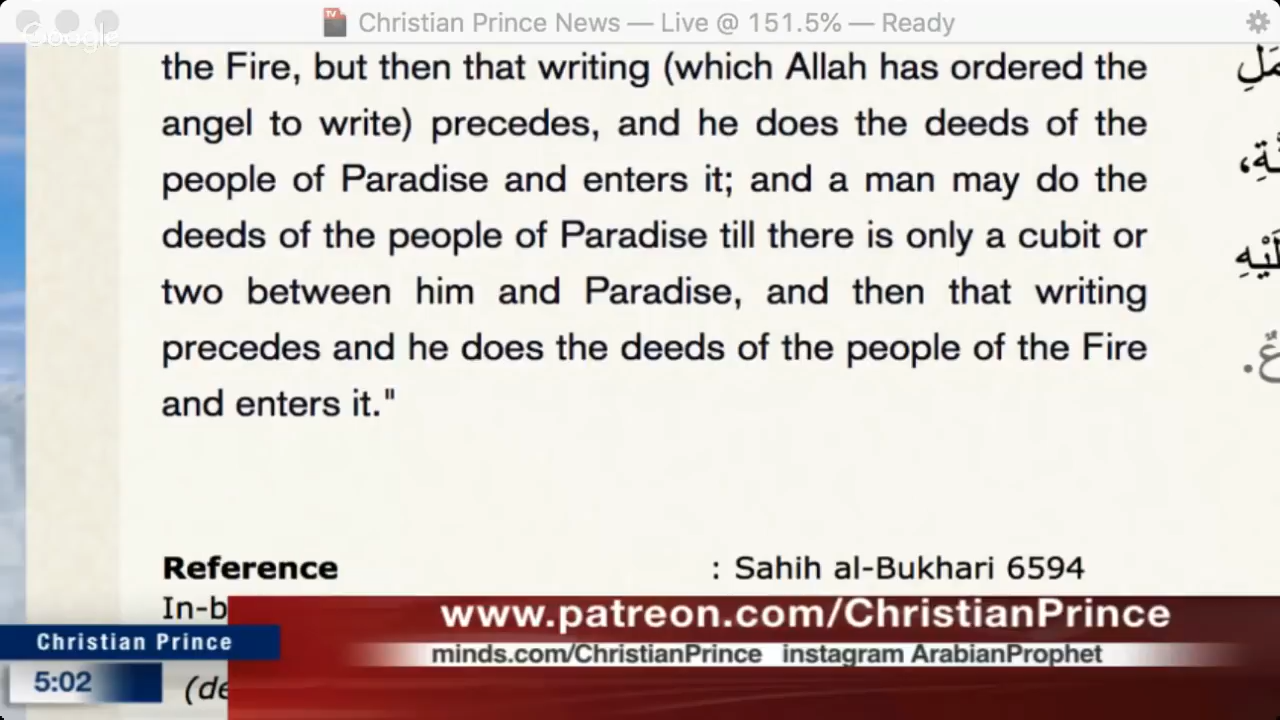 Christian Prince News — Live @ 151.5% — Ready
Google
the Fire, but then that writing (which Allah has ordered the
angel to write) precedes, and he does the deeds of the
people of Paradise and enters it; and a man may do the
deeds of the people of Paradise till there is only a cubit or
two between him and Paradise, and then that writing
precedes and he does the deeds of the people of the Fire
and enters it."
Reference : Sahih al-Bukhari 6594
In-b
www.patreon.com/ChristianPrince
Christian Prince
minds.com/ChristianPrince instagram ArabianProphet
5:02
(de